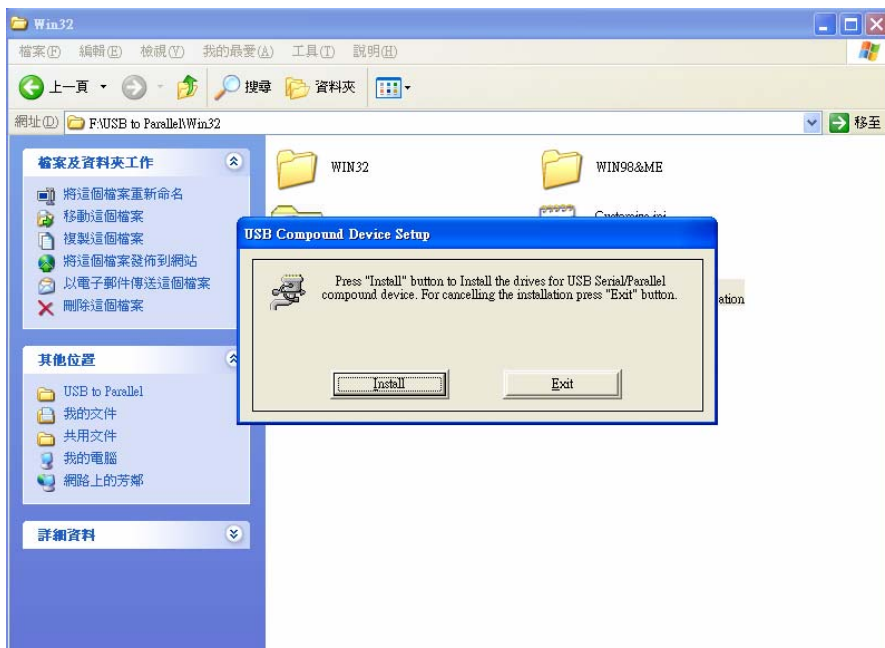 Win32
檔案(F) 編輯(E) 檢視(V) 我的最愛(A) 工具(T) 說明(H)
上一頁 搜尋 資料夾
網址(D) F:\USB to Parallel\Win32 移至
檔案及資料夾工作
將這個檔案重新命名
移動這個檔案
複製這個檔案
將這個檔案發佈到網站
以電子郵件傳送這個檔案
刪除這個檔案
其他位置
USB to Parallel
我的文件
共用文件
我的電腦
網路上的芳鄰
詳細資料
WIN32 WIN98&ME
USB Compound Device Setup
Press "Install" button to Install the drives for USB Serial/Parallel
compound device. For cancelling the installation press "Exit" button.
Install Exit
ation